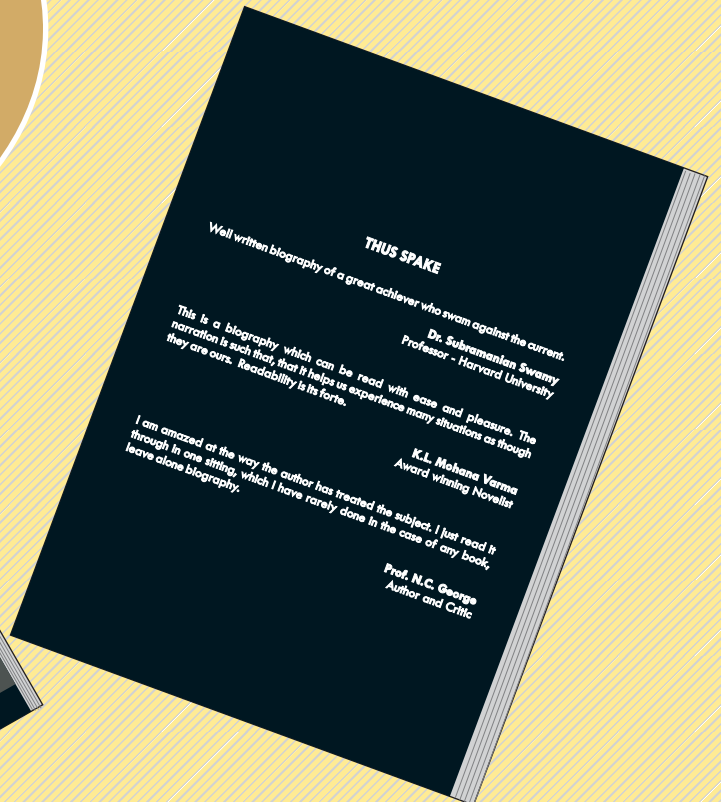 THUS SPAKE
Well written biography of a great achiever who swam against the current.
Dr. Subramanian Swamy
Professor - Harvard University
This is a biography which can be read with ease and pleasure. The
narration is such that, that it helps us experience many situations as though
they are ours. Readability is its forte.
K.L. Mohana Varma
Award winning Novelist
I am amazed at the way the author has treated the subject. I just read it
through in one sitting, which I have rarely done in the case of any book,
leave alone biography.
Prof. N.C. George
Author and Critic